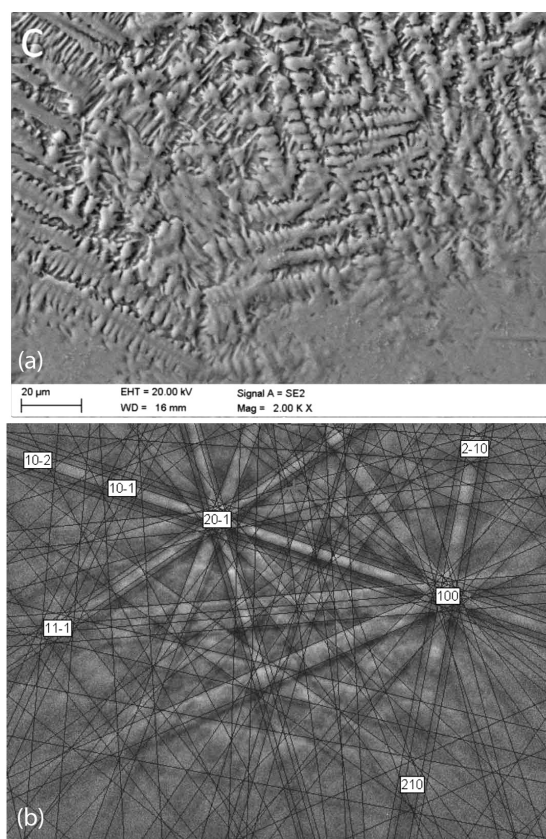 C
(a)
20 µm EHT = 20.00 kV Signal A = SE2
WD = 16 mm Mag = 2.00 K X
2-10
10-2
10-1
20-1
100
11-1
210
(b)